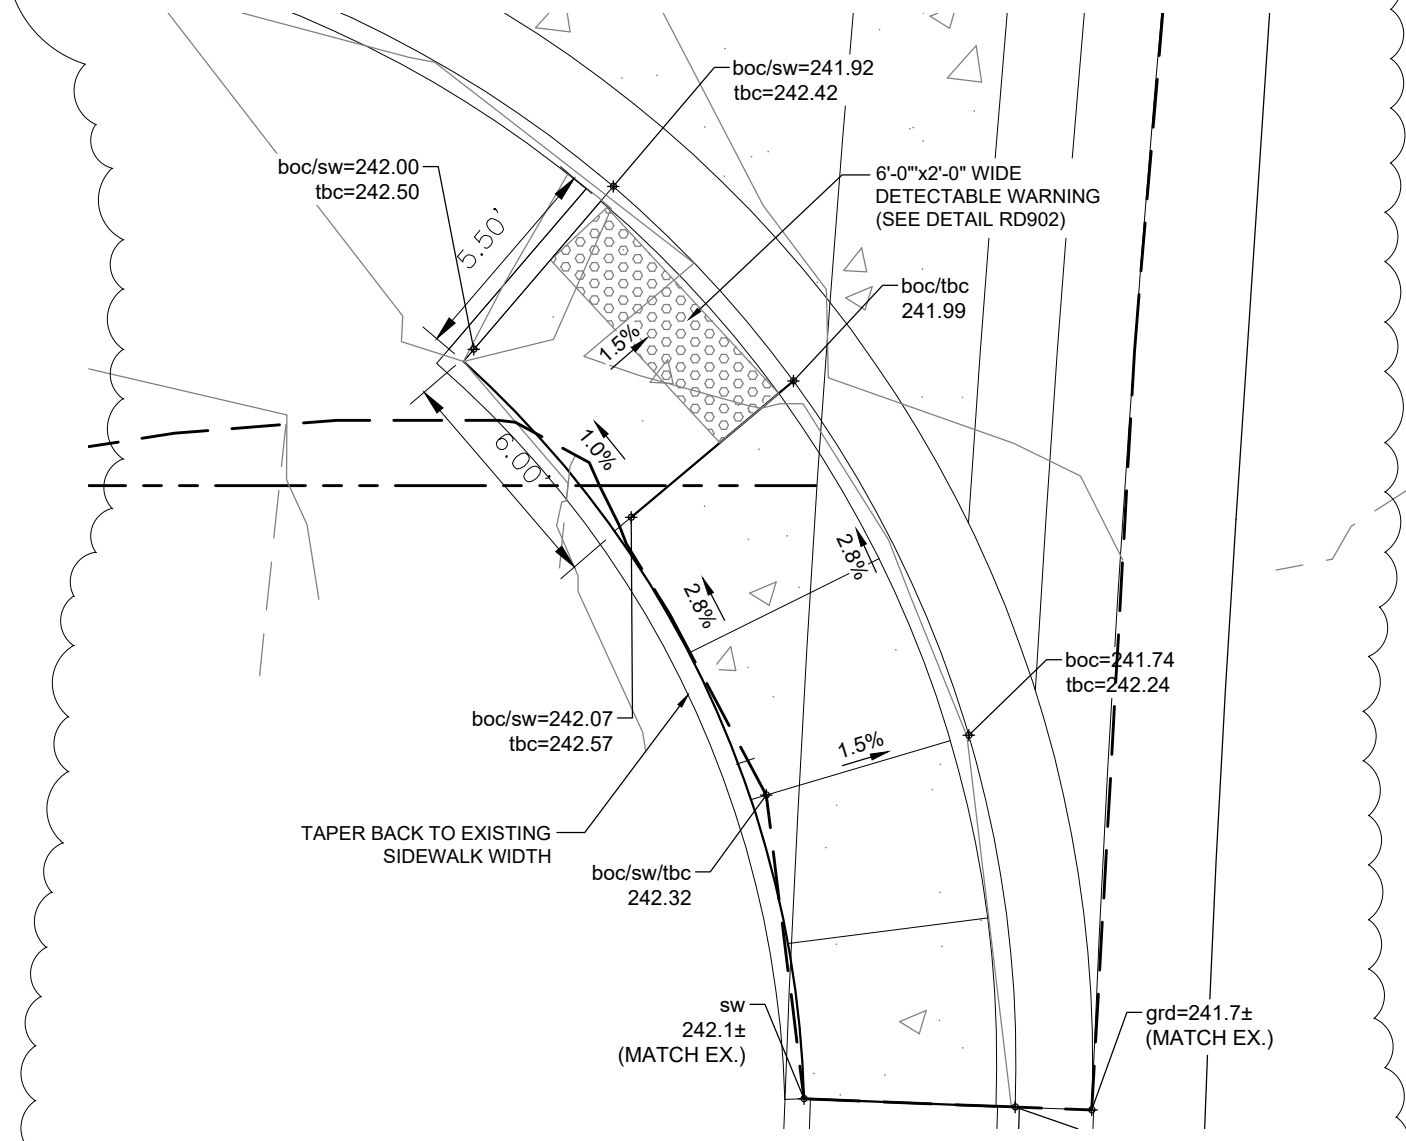 boc/sw=241.92
tbc=242.42
boc/sw=242.00
tbc=242.50
6'-0"'x2'-0" WIDE
DETECTABLE WARNING
(SEE DETAIL RD902)
5.50'
boc/tbc
241.99
1.5%
1.0%
6.00'
2.8%
2.8%
boc=241.74
tbc=242.24
boc/sw=242.07
tbc=242.57
1.5%
TAPER BACK TO EXISTING
SIDEWALK WIDTH
boc/sw/tbc
242.32
sw
242.1±
(MATCH EX.)
grd=241.7±
(MATCH EX.)